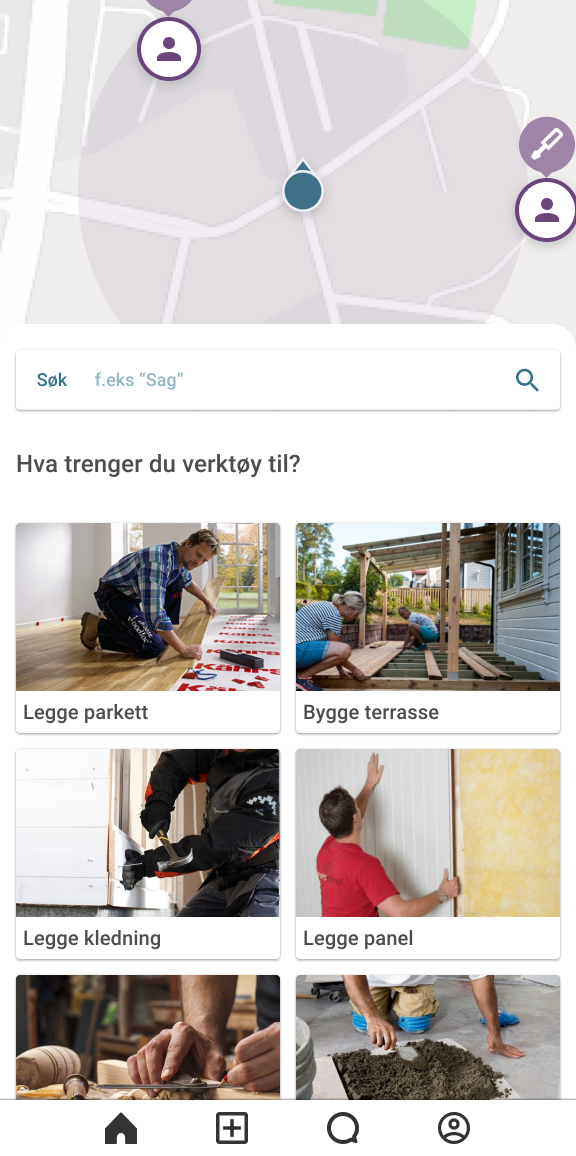 Søk f.eks “Sag”
Hva trenger du verktøy til?
Legge parkett
Bygge terrasse
Legge kledning
Legge panel